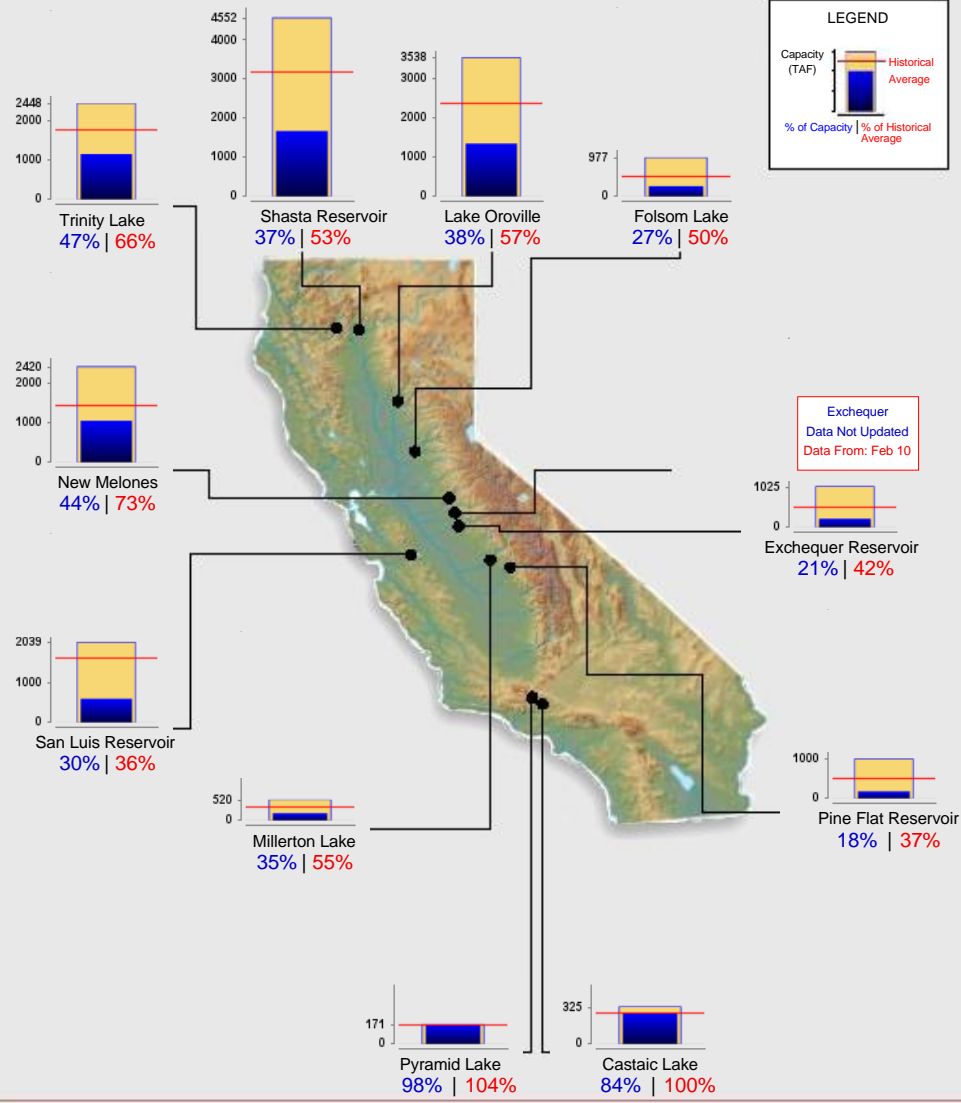 LEGEND
Capacity
(TAF)
Historical
Average
% of Capacity | % of Historical
Average
4552
4000
3000
2000
1000
0
Shasta Reservoir
37% | 53%
3538
3000
2000
1000
0
Lake Oroville
38% | 57%
2448
2000
1000
0
Trinity Lake
47% | 66%
977
0
Folsom Lake
27% | 50%
2420
2000
1000
0
New Melones
44% | 73%
Exchequer
Data Not Updated
Data From: Feb 10
1025
0
Exchequer Reservoir
21% | 42%
2039
1000
0
San Luis Reservoir
30% | 36%
520
0
Millerton Lake
35% | 55%
1000
0
Pine Flat Reservoir
18% | 37%
171
0
Pyramid Lake
98% | 104%
325
0
Castaic Lake
84% | 100%